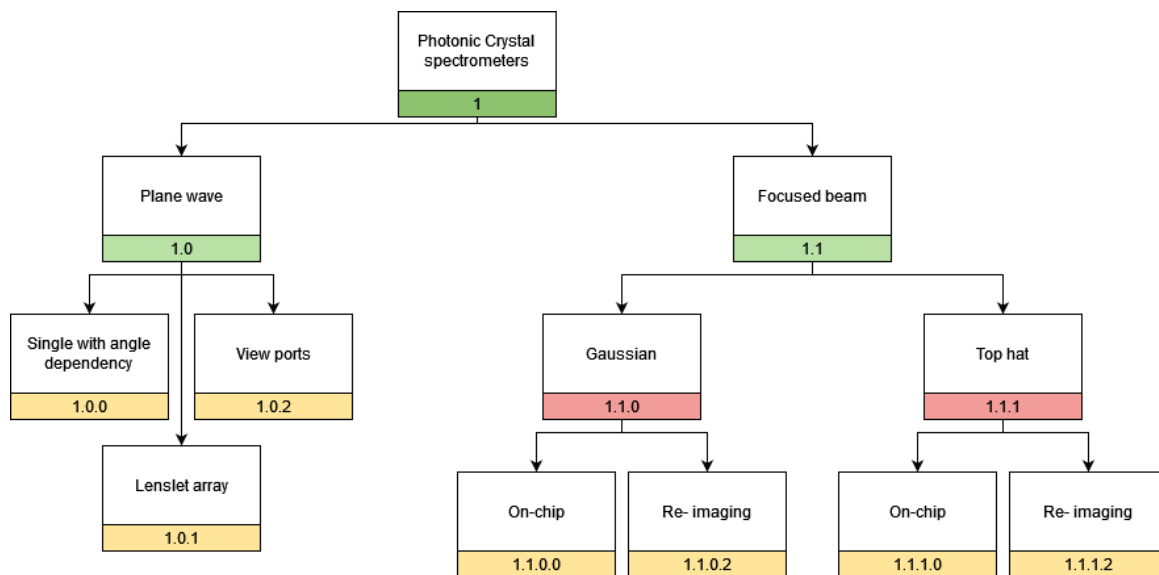 Photonic Crystal
spectrometers
1
Plane wave
1.0
Focused beam
1.1
Single with angle
dependency
1.0.0
View ports
1.0.2
Gaussian
1.1.0
Top hat
1.1.1
Lenslet array
1.0.1
On-chip
1.1.0.0
Re- imaging
1.1.0.2
On-chip
1.1.1.0
Re- imaging
1.1.1.2